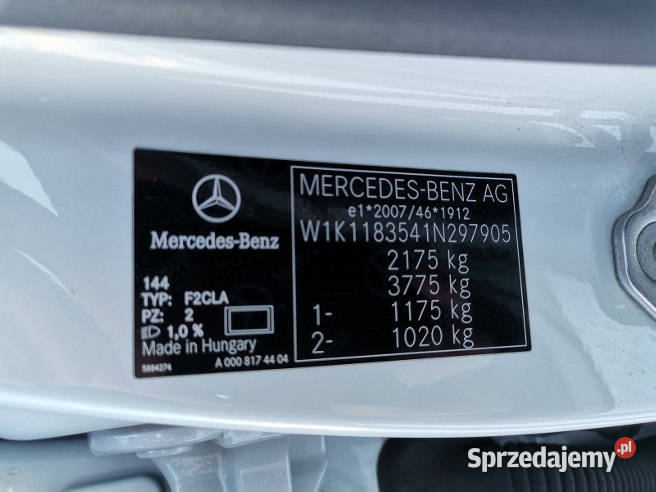 MERCEDES-BENZ AG
e1*2007/46*1912
W1K1183541N297905
2175 kg
3775 kg
1- 1175 kg
2- 1020 kg
Mercedes-Benz
144
TYP: F2CLA
PZ: 2
1,0 %
Made in Hungary
5884274
A 000 817 44 04
Sprzedajemy.pl